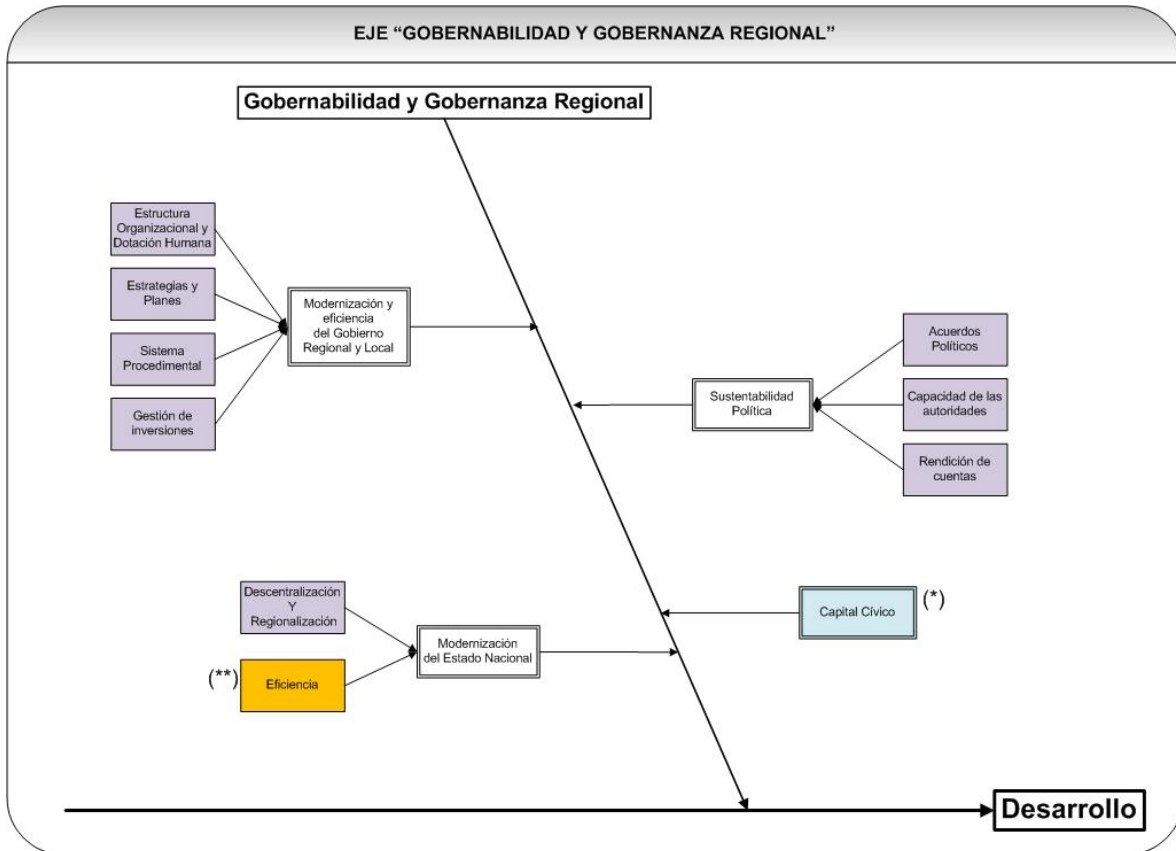 EJE “GOBERNABILIDAD Y GOBERNANZA REGIONAL”
Gobernabilidad y Gobernanza Regional
Estructura
Organizacional y
Dotación Humana
Estrategias y
Planes
Sistema
Procedimental
Gestión de
inversiones
Modernización y
eficiencia
del Gobierno
Regional y Local
Acuerdos
Políticos
Capacidad de las
autoridades
Rendición de
cuentas
Sustentabilidad
Política
Descentralización
Y
Regionalización
(**)
Eficiencia
Modernización
del Estado Nacional
Capital Cívico
(*)
Desarrollo